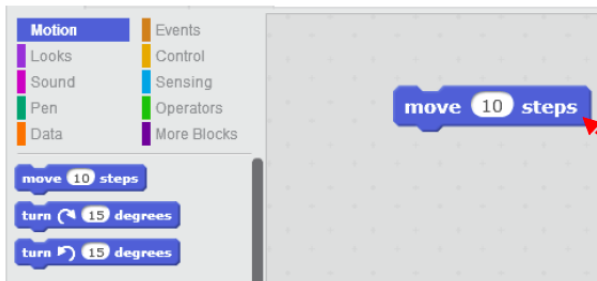 Motion Events
Looks Control
Sound Sensing
Pen Operators
Data More Blocks
move 10 steps
turn 15 degrees
turn 15 degrees
move 10 steps